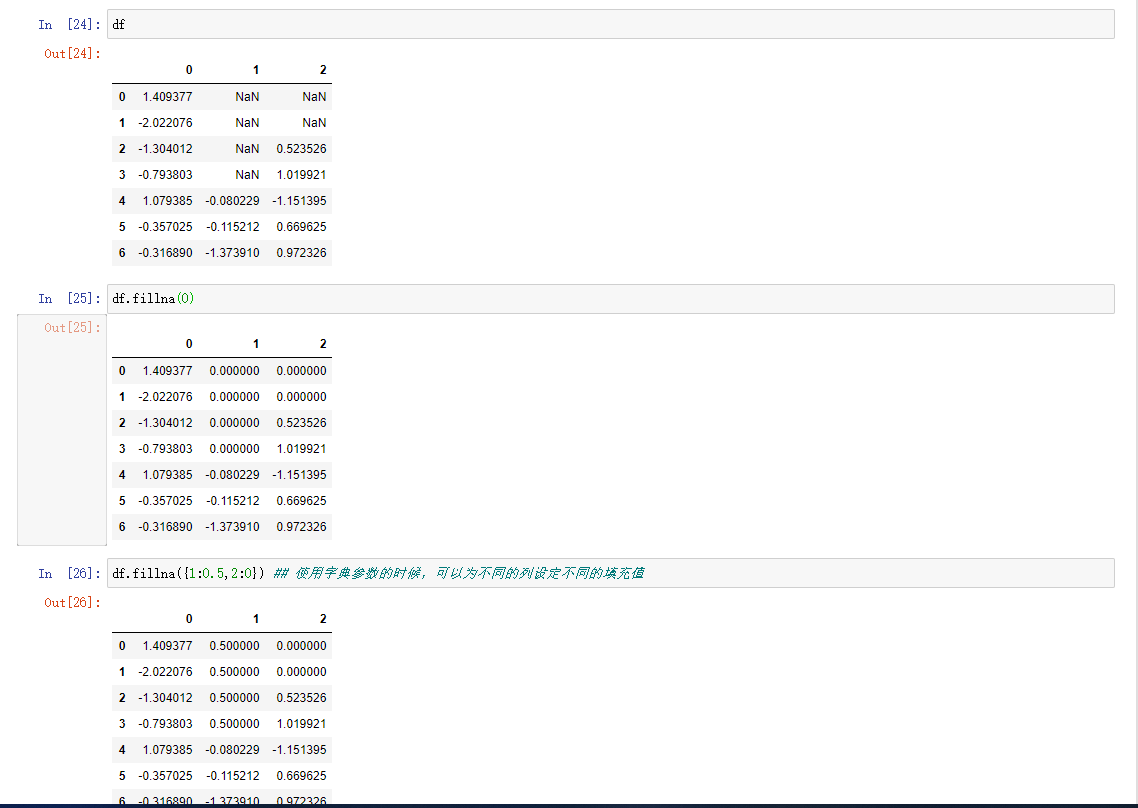 In [24]: df
Out[24]:
0 1 2
0 1.409377 NaN NaN
1 -2.022076 NaN NaN
2 -1.304012 NaN 0.523526
3 -0.793803 NaN 1.019921
4 1.079385 -0.080229 -1.151395
5 -0.357025 -0.115212 0.669625
6 -0.316890 -1.373910 0.972326
In [25]: df.fillna(0)
Out[25]:
0 1 2
0 1.409377 0.000000 0.000000
1 -2.022076 0.000000 0.000000
2 -1.304012 0.000000 0.523526
3 -0.793803 0.000000 1.019921
4 1.079385 -0.080229 -1.151395
5 -0.357025 -0.115212 0.669625
6 -0.316890 -1.373910 0.972326
In [26]: df.fillna({1:0.5,2:0}) ## 使用字典参数的时候，可以为不同的列设定不同的填充值
Out[26]:
0 1 2
0 1.409377 0.500000 0.000000
1 -2.022076 0.500000 0.000000
2 -1.304012 0.500000 0.523526
3 -0.793803 0.500000 1.019921
4 1.079385 -0.080229 -1.151395
5 -0.357025 -0.115212 0.669625
6 -0.316890 -1.373910 0.972326